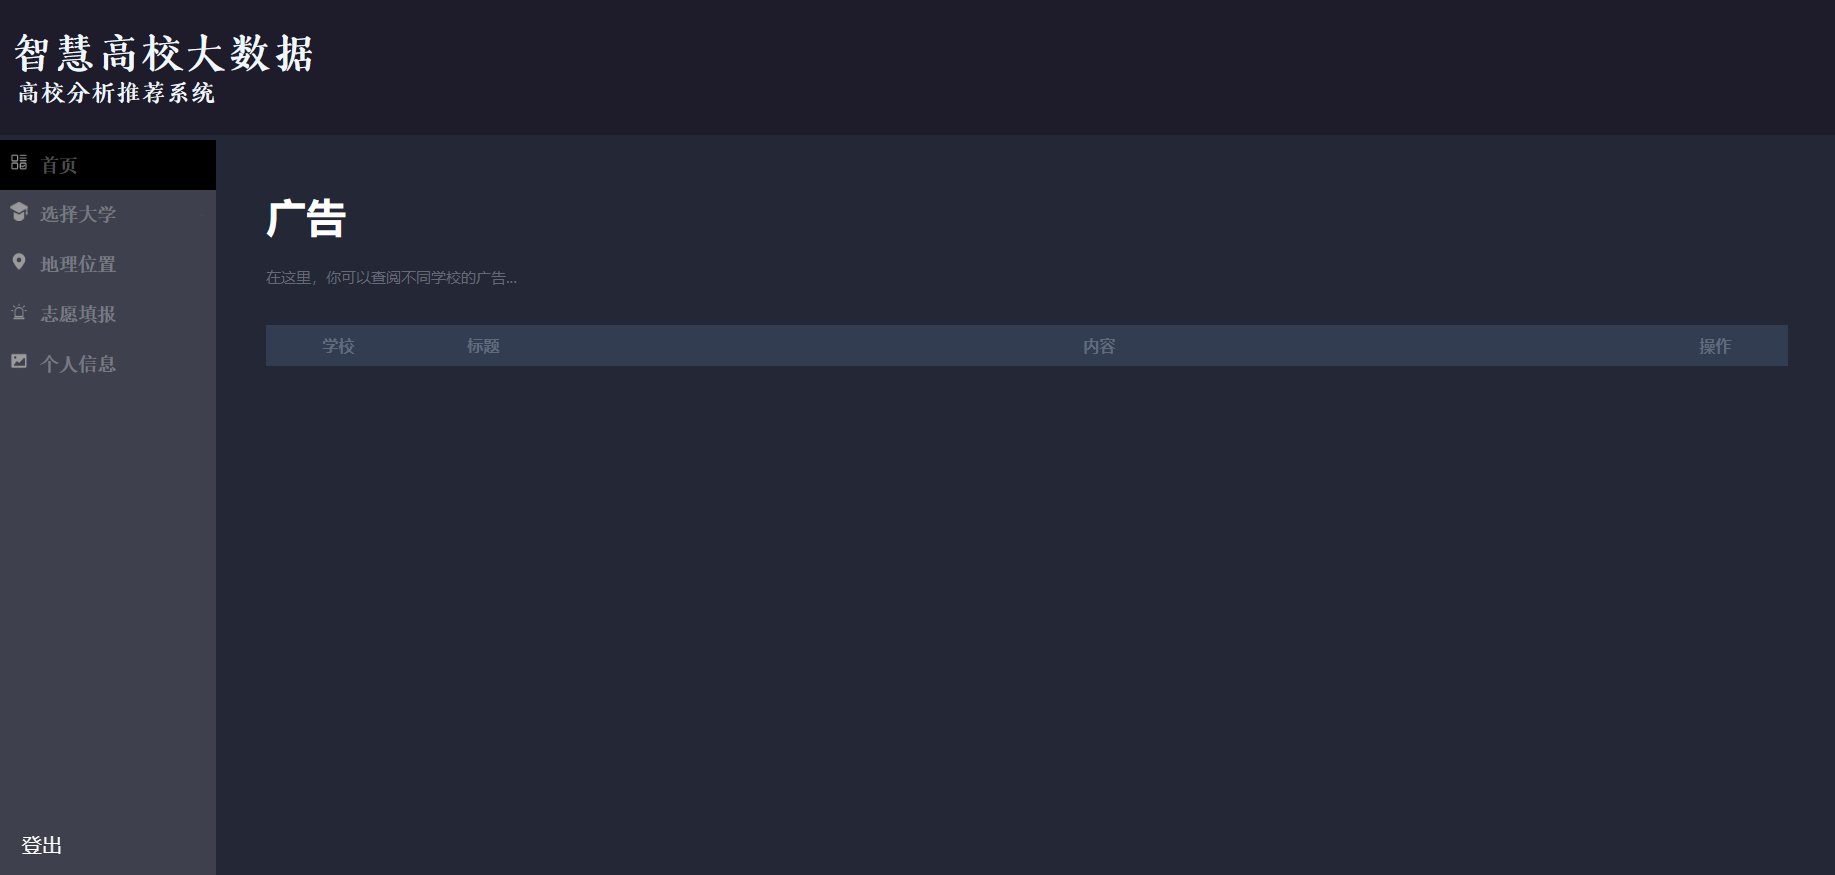 智慧高校大数据
高校分析推荐系统
首页
选择大学
地理位置
志愿填报
个人信息
登出
广告
在这里，你可以查阅不同学校的广告...
学校 标题 内容 操作